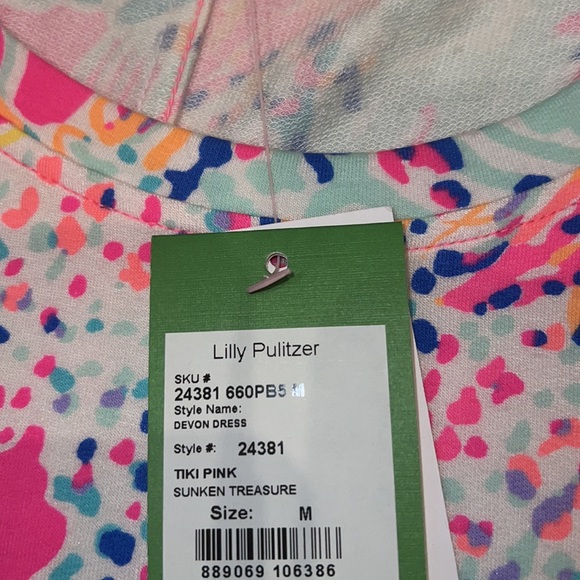 Lilly Pulitzer
SKU #
24381 660PB5 M
Style Name:
DEVON DRESS
Style #: 24381
TIKI PINK
SUNKEN TREASURE
Size: M
889069 106386